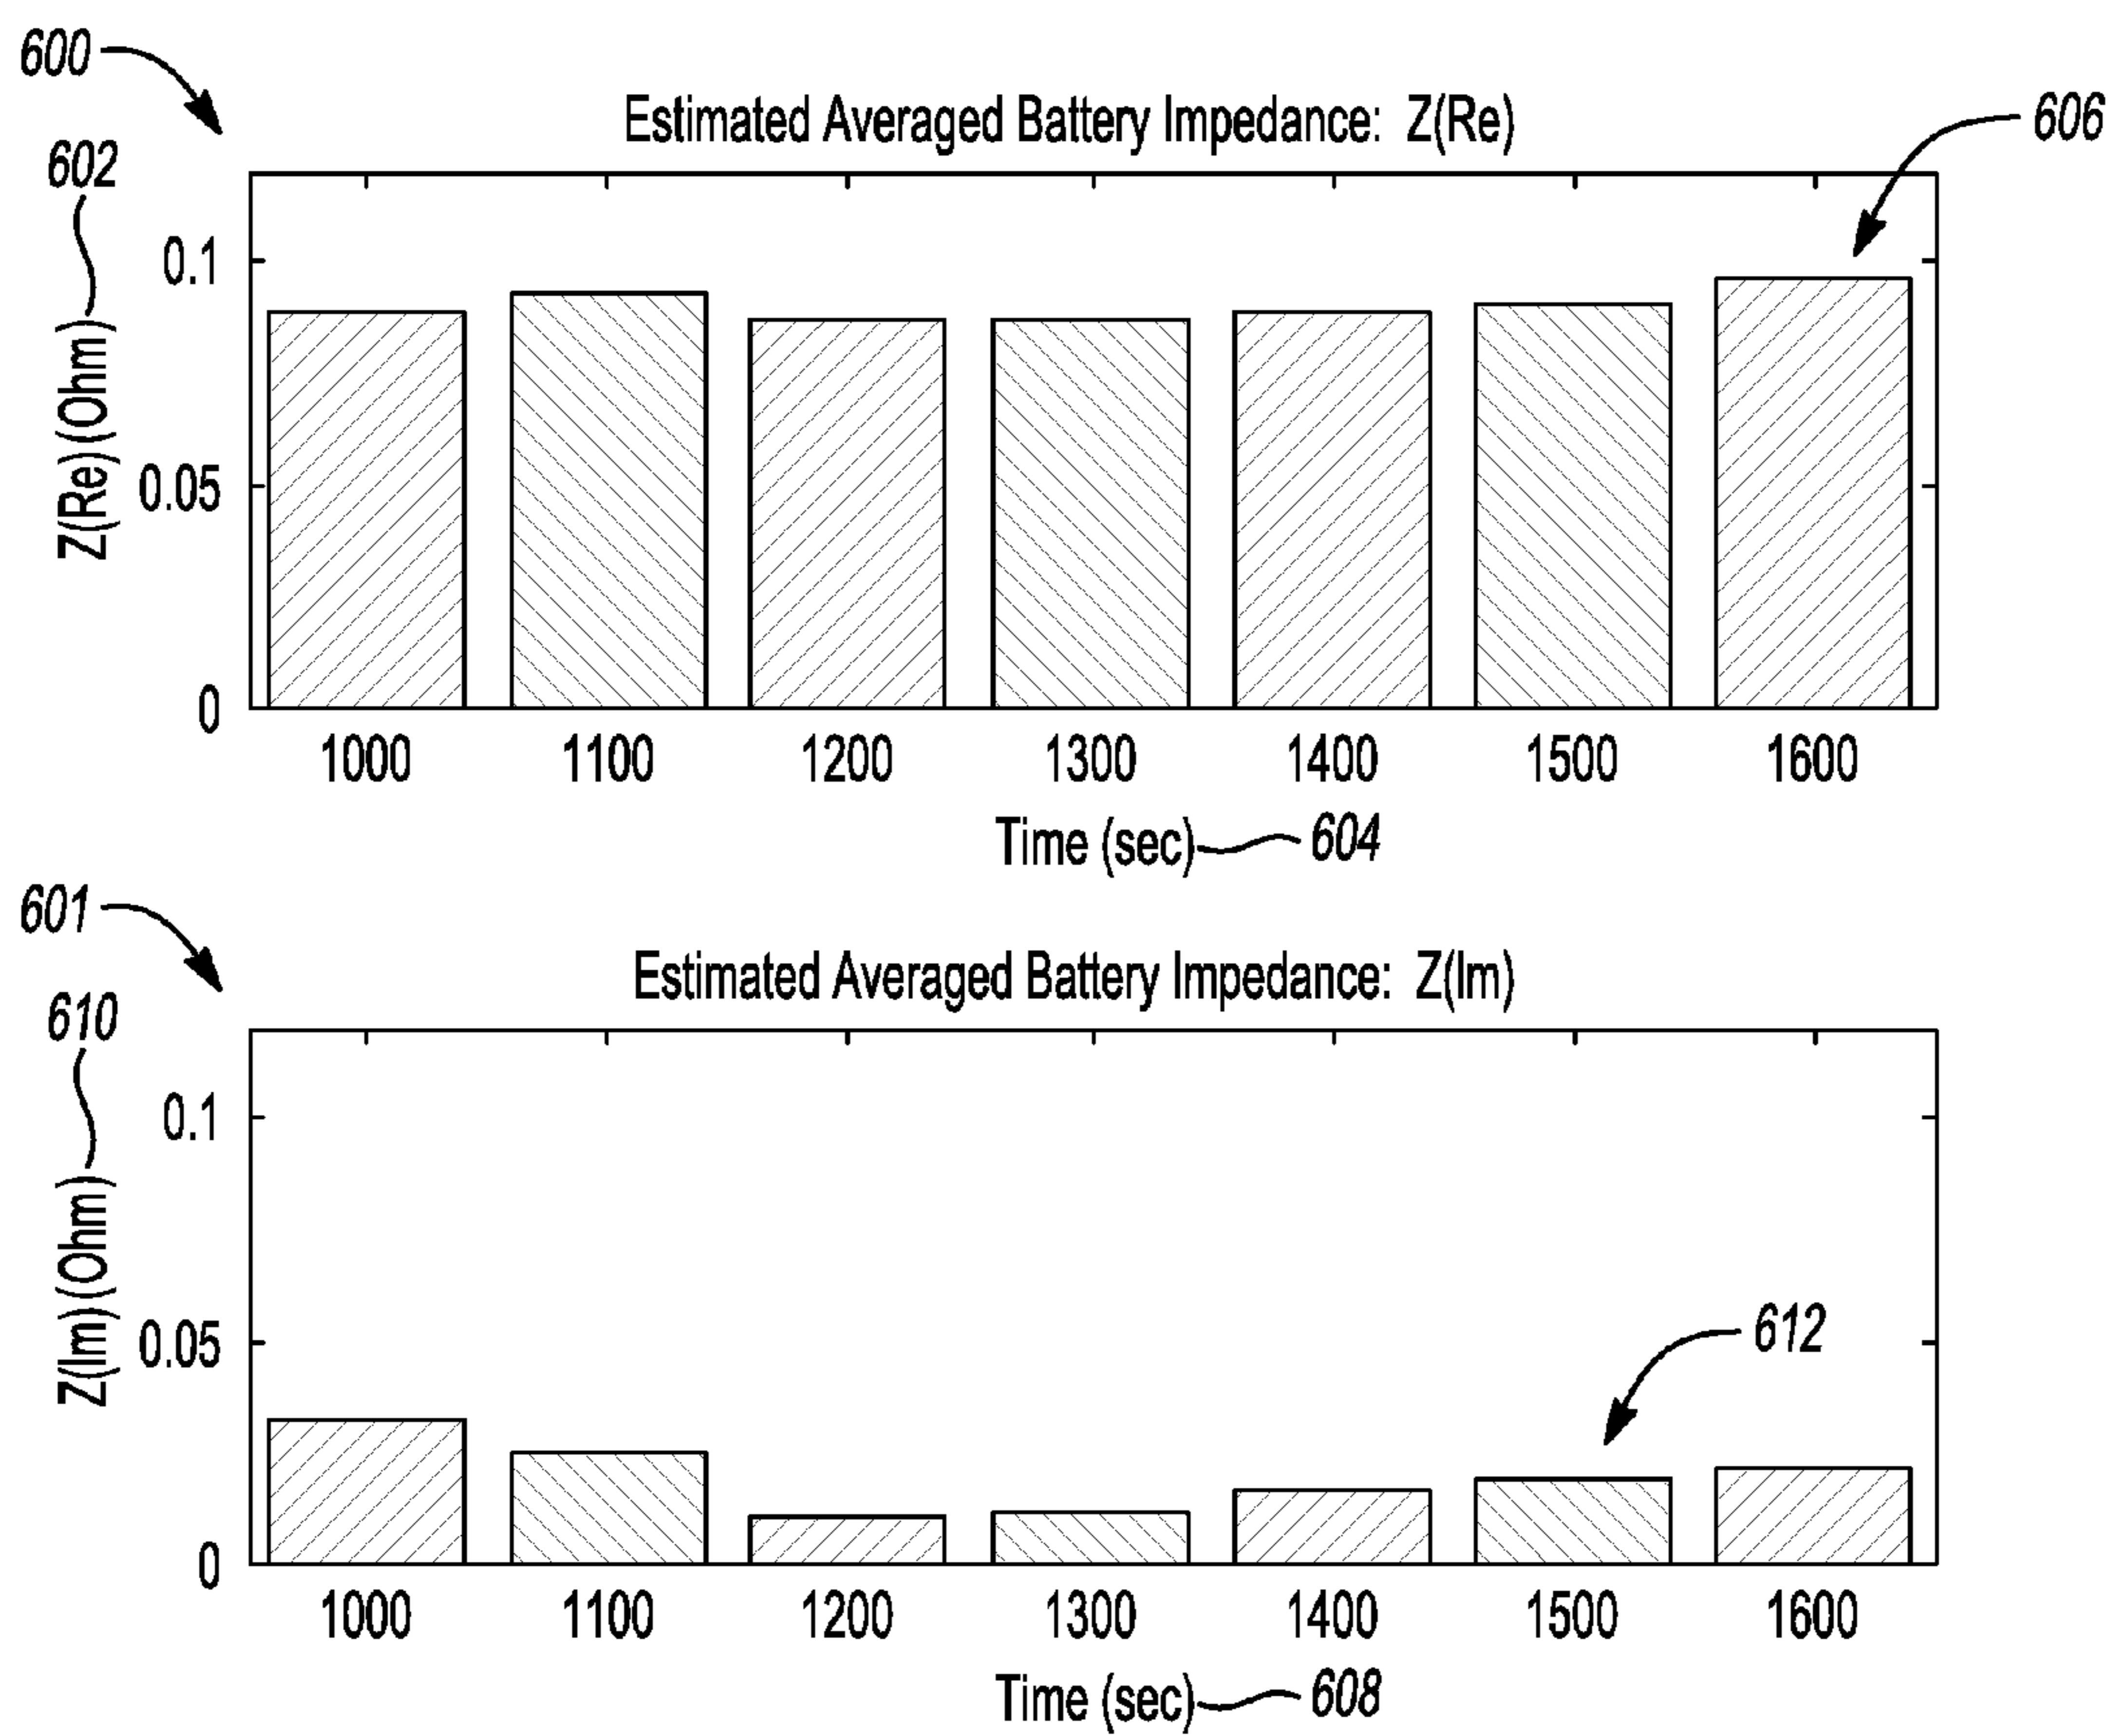 600
Estimated Averaged Battery Impedance: Z(Re)
606
602
Z(Re)(Ohm)
0.1
0.05
0
1000 1100 1200 1300 1400 1500 1600
Time (sec) 604
601
Estimated Averaged Battery Impedance: Z(Im)
610
Z(Im)(Ohm)
0.1
0.05
612
0
1000 1100 1200 1300 1400 1500 1600
Time (sec) 608